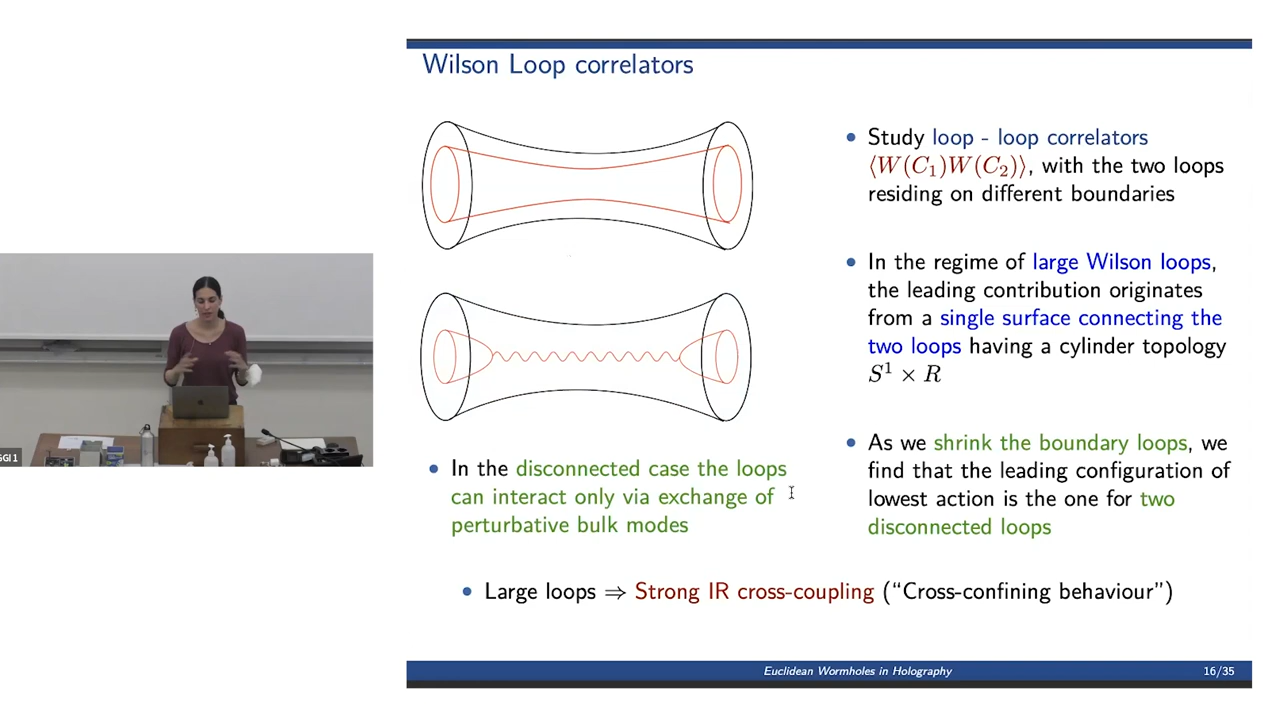 Wilson Loop correlators
• Study loop - loop correlators
⟨W(C₁)W(C₂)⟩, with the two loops
residing on different boundaries
• In the regime of large Wilson loops,
the leading contribution originates
from a single surface connecting the
two loops having a cylinder topology
S¹ × R
• As we shrink the boundary loops, we
find that the leading configuration of
lowest action is the one for two
disconnected loops
• In the disconnected case the loops
can interact only via exchange of
perturbative bulk modes
• Large loops ⇒ Strong IR cross-coupling (“Cross-confining behaviour”)
Euclidean Wormholes in Holography
16/35
GGI 1